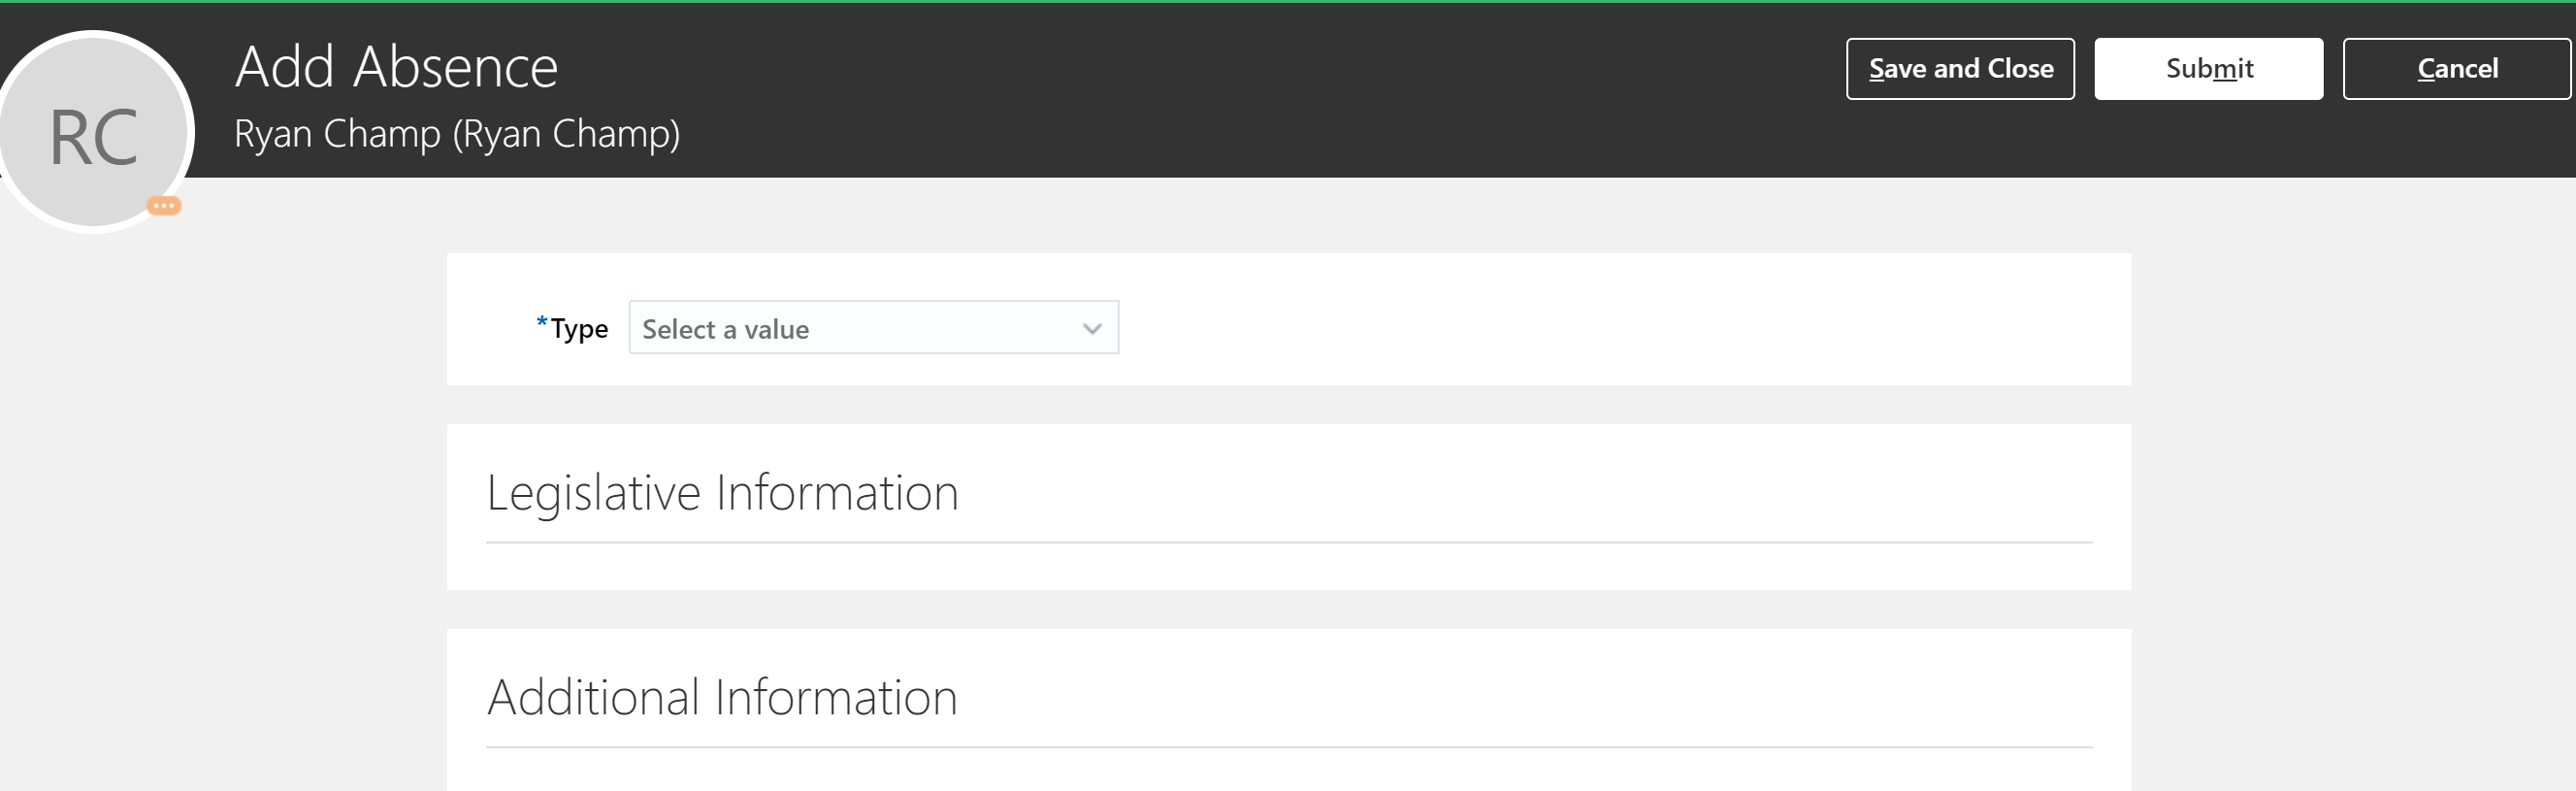 RC
Add Absence
Ryan Champ (Ryan Champ)
Save and Close
Submit
Cancel
*Type
Select a value
Legislative Information
Additional Information